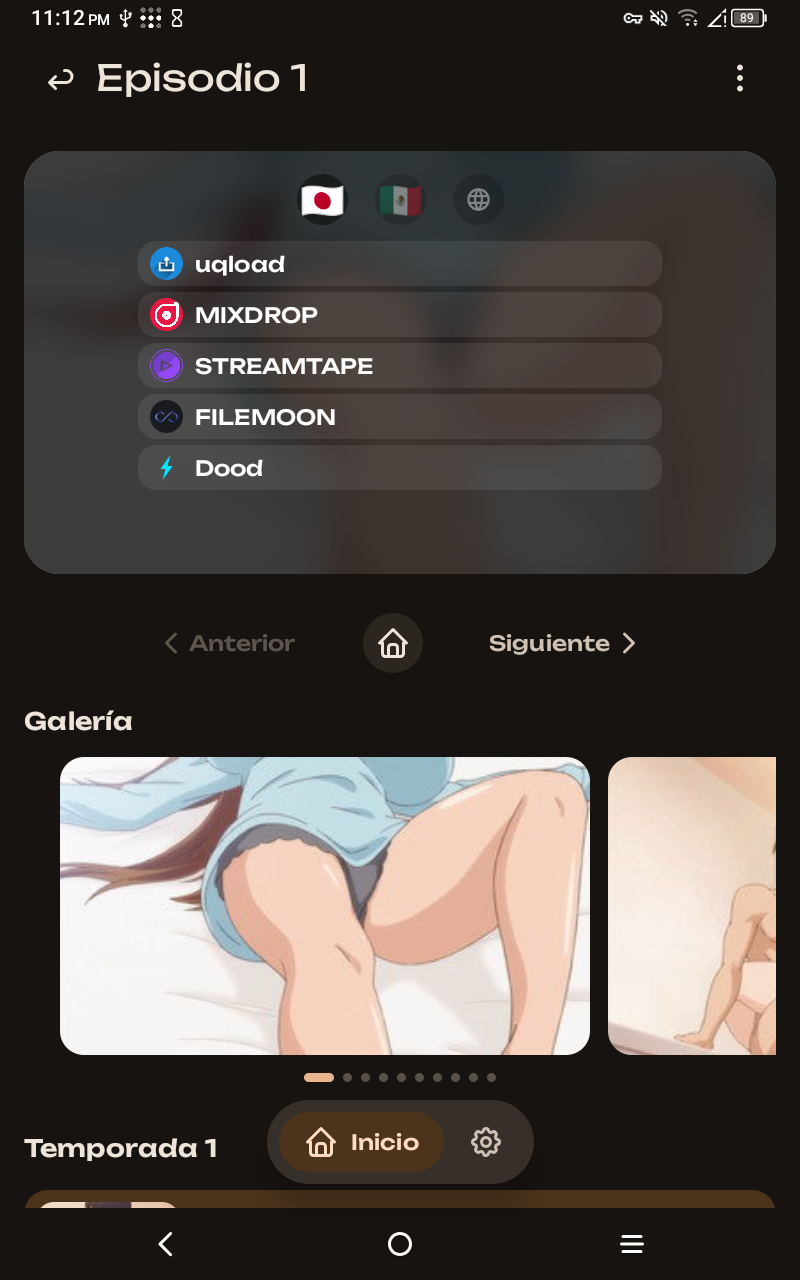 11:12 PM
89
Episodio 1
uqload
MIXDROP
STREAMTAPE
FILEMOON
Dood
Anterior
Siguiente
Galería
Temporada 1
Inicio